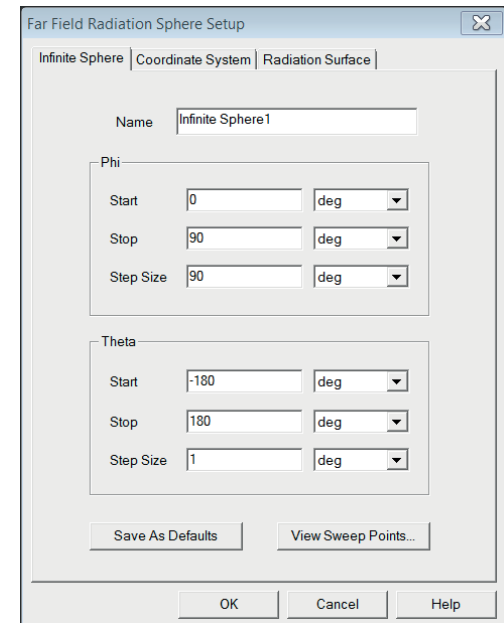 Far Field Radiation Sphere Setup
Infinite Sphere Coordinate System Radiation Surface
Name Infinite Sphere1
Phi
Start 0 deg
Stop 90 deg
Step Size 90 deg
Theta
Start -180 deg
Stop 180 deg
Step Size 1 deg
Save As Defaults View Sweep Points...
OK Cancel Help